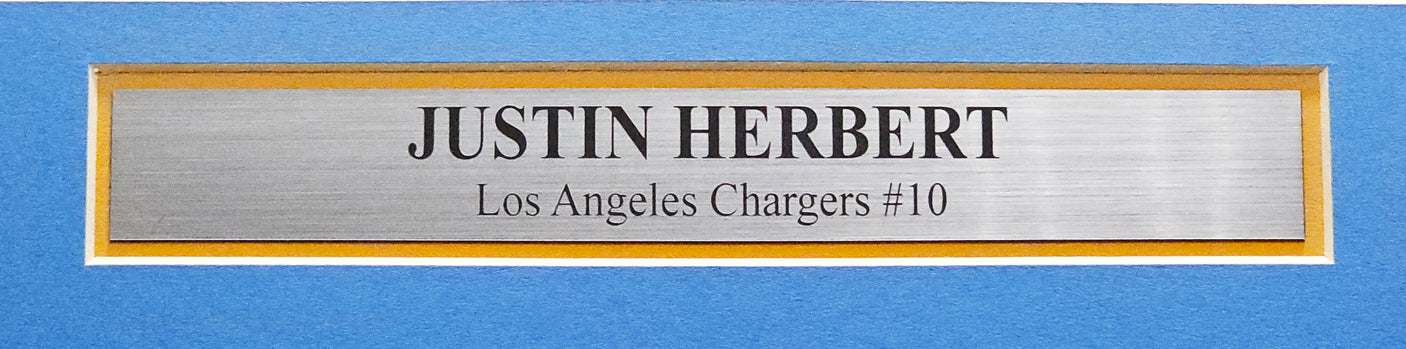 JUSTIN HERBERT
Los Angeles Chargers #10